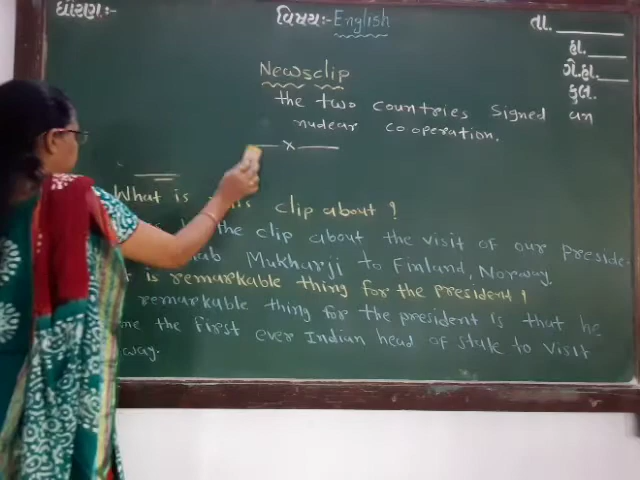 ધોરણ:-
વિષય:- English
તા.
હા.
ગે.હા.
કુલ.
Newsclip
the two countries signed an
nudear cooperation.
What is clip about ?
the clip about the visit of our Preside-
Mukharji to Finland, Norway
is remarkable thing for the president !
remarkable thing for the president is that he
the first ever Indian head of state to visit
way.